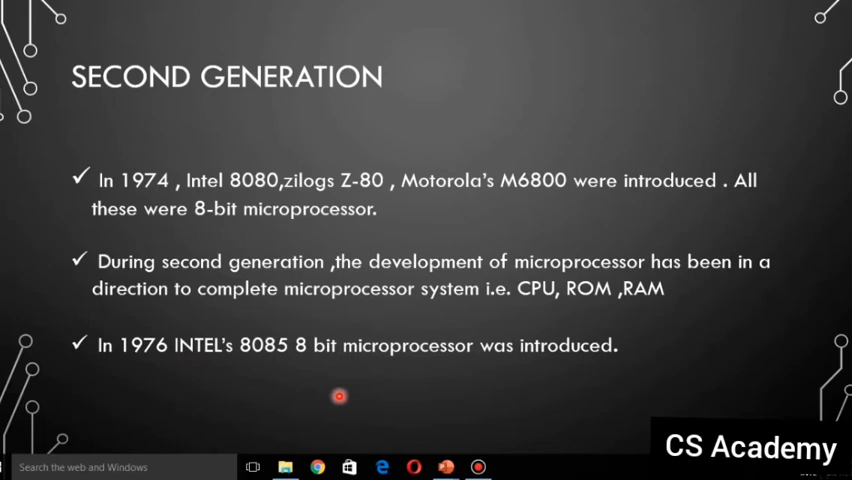 SECOND GENERATION
✓ In 1974 , Intel 8080,zilogs Z-80 , Motorola's M6800 were introduced . All
these were 8-bit microprocessor.
✓ During second generation ,the development of microprocessor has been in a
direction to complete microprocessor system i.e. CPU, ROM ,RAM
✓ In 1976 INTEL's 8085 8 bit microprocessor was introduced.
CS Academy
Search the web and Windows